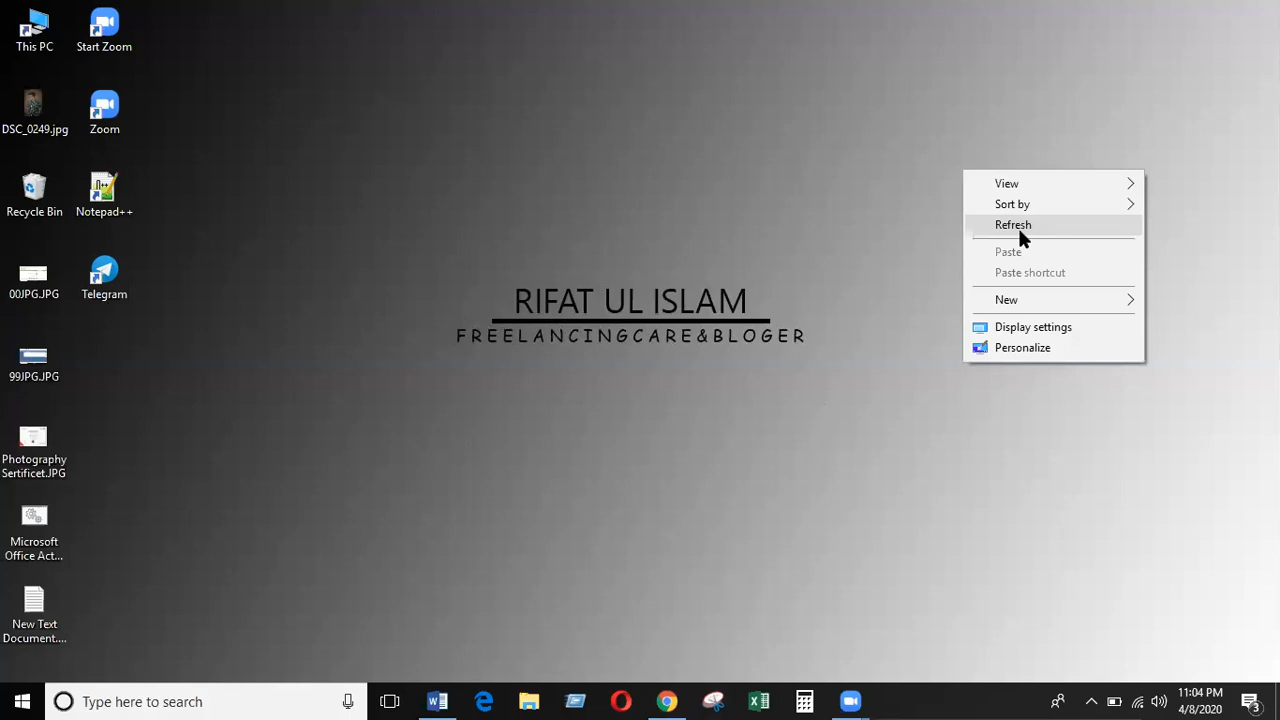 This PC
Start Zoom
DSC_0249.jpg
Zoom
Recycle Bin
Notepad++
00JPG.JPG
Telegram
99JPG.JPG
Photography
Sertificet.JPG
Microsoft
Office Act...
New Text
Document....
RIFAT UL ISLAM
FREELANCINGCARE&BLOGER
View
Sort by
Refresh
Paste
Paste shortcut
New
Display settings
Personalize
Type here to search
11:04 PM
4/8/2020
3